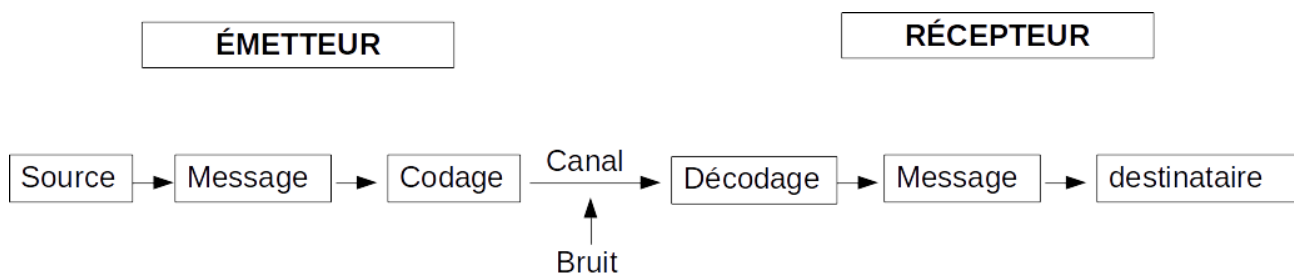 ÉMETTEUR
RÉCEPTEUR
Source
Message
Codage
Canal
Bruit
Décodage
Message
destinataire